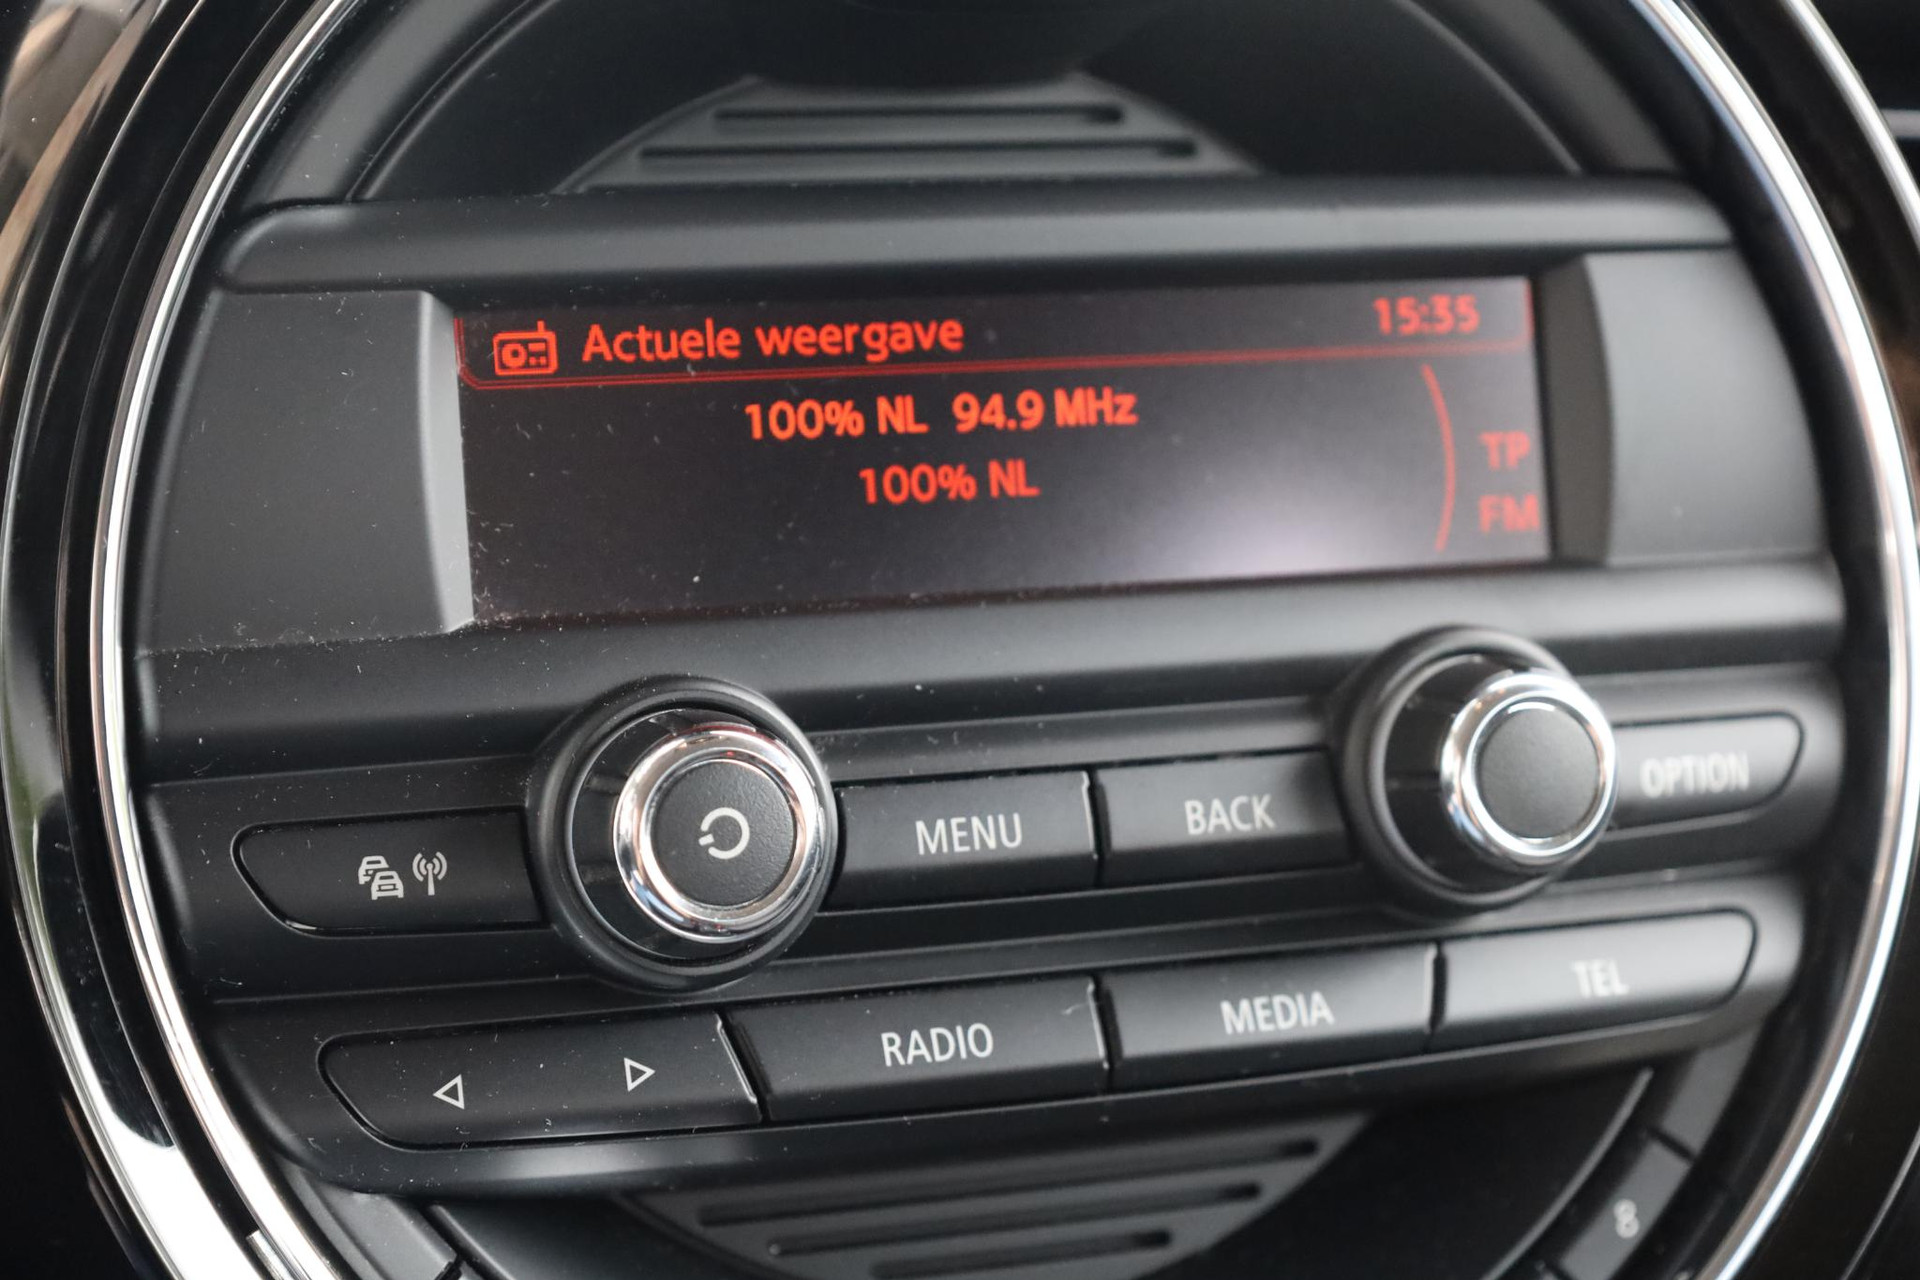 Actuele weergave 15:35
100% NL 94.9 MHz
100% NL
TP
FM
MENU BACK OPTION
RADIO MEDIA TEL
8